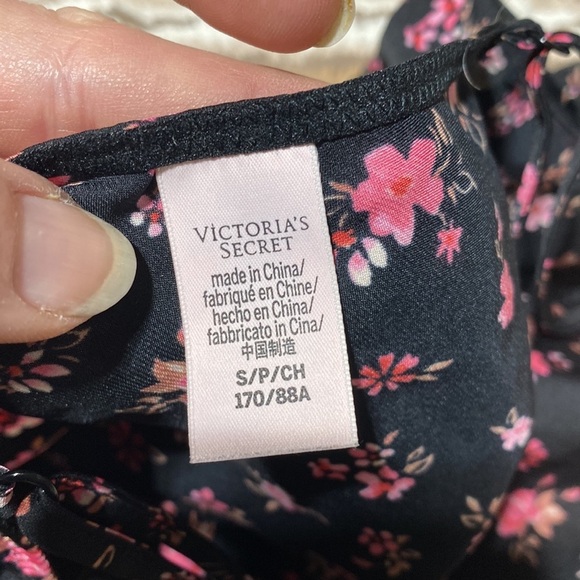 VICTORIA'S
SECRET
made in China/
fabriqué en Chine/
hecho en China/
fabbricato in Cina/
中国制造
S/P/CH
170/88A